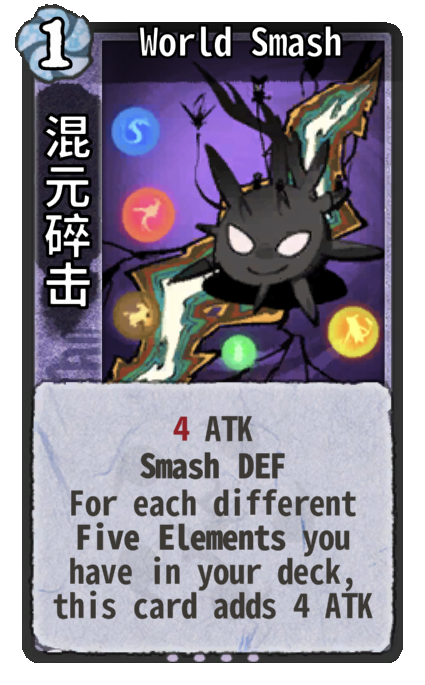 1
World Smash
混元碎击
4 ATK
Smash DEF
For each different
Five Elements you
have in your deck,
this card adds 4 ATK